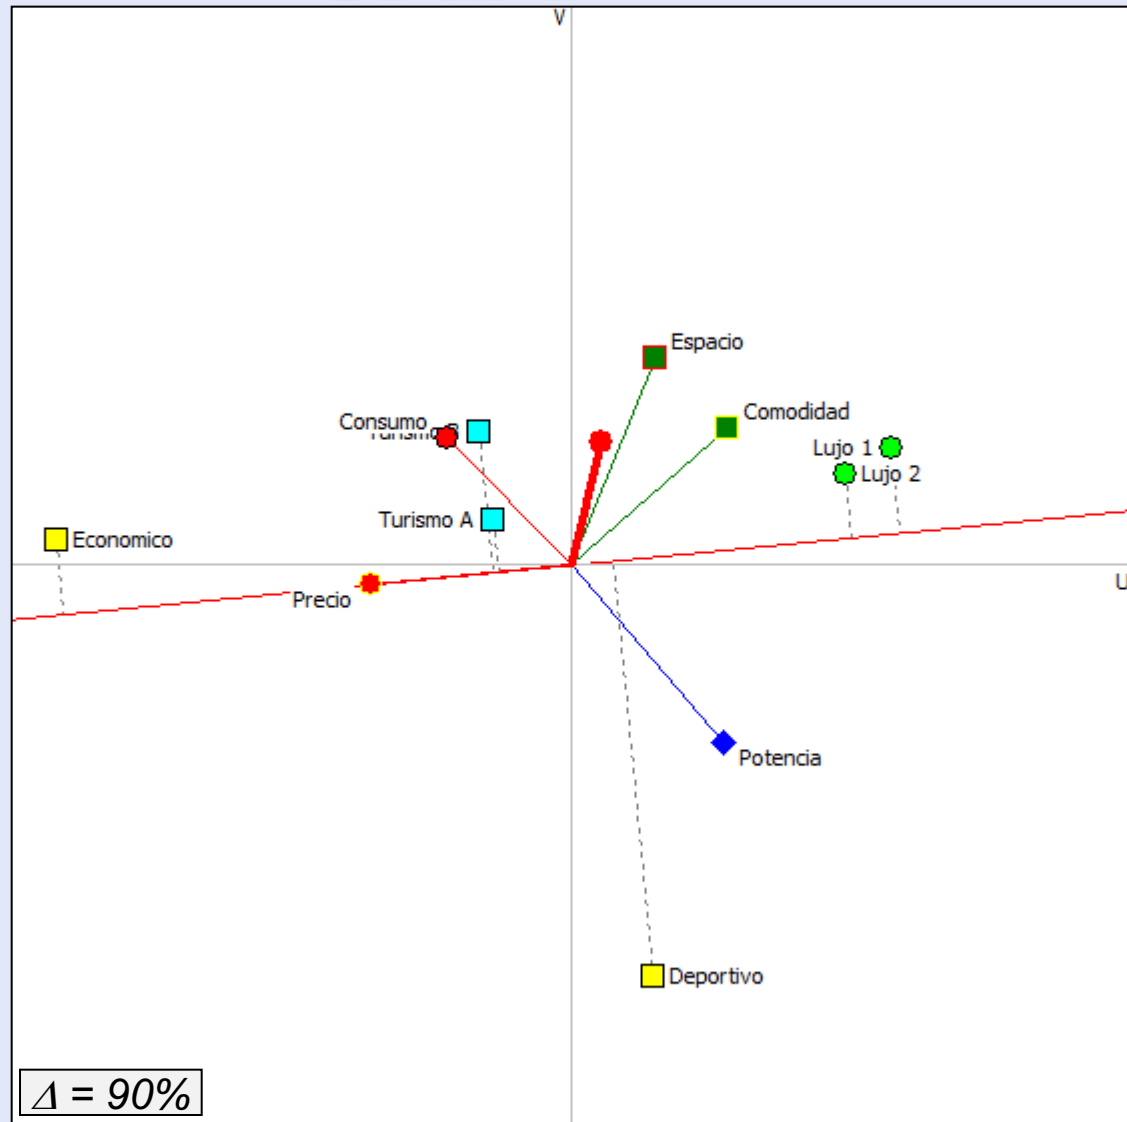 V
Espacio
Comodidad
Consumo
Lujo 1
Lujo 2
Turismo A
Economico
U
Precio
Potencia
Deportivo
Δ = 90%